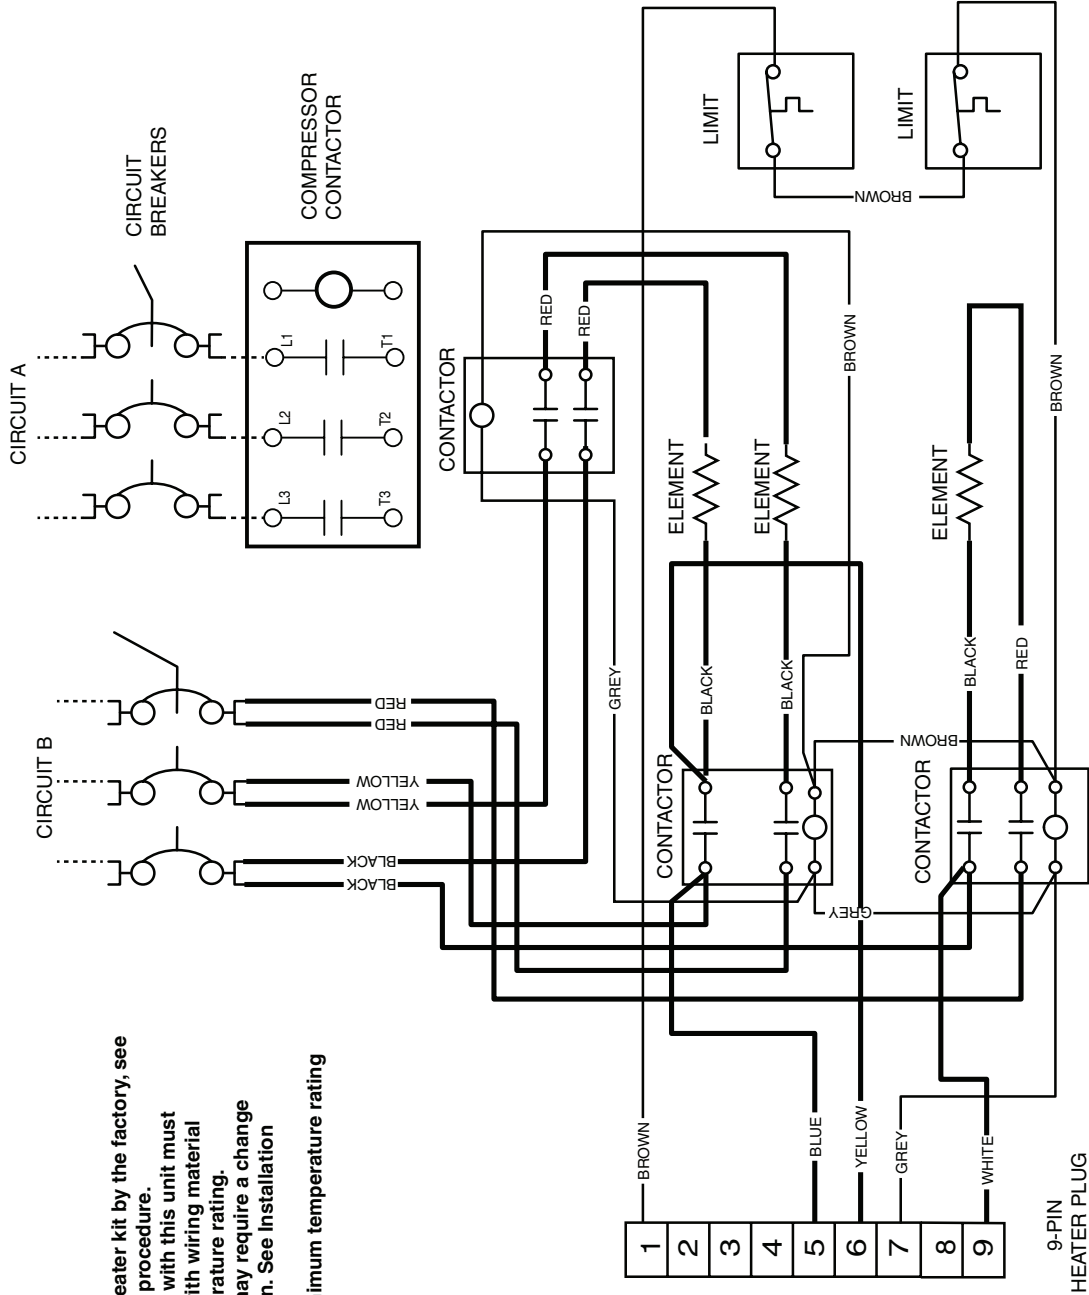 CIRCUIT A
CIRCUIT
BREAKERS
L1
L2
L3
T1
T2
T3
COMPRESSOR
CONTACTOR
CIRCUIT B
RED
RED
YELLOW
YELLOW
BLACK
BLACK
CONTACTOR
RED
RED
LIMIT
LIMIT
BROWN
BROWN
BROWN
ELEMENT
ELEMENT
ELEMENT
GREY
BLACK
BLACK
BLACK
RED
CONTACTOR
BROWN
CONTACTOR
GREY
eater kit by the factory, see
procedure.
with this unit must
ith wiring material
rature rating.
nay require a change
n. See Installation
imum temperature rating
BROWN
BLUE
YELLOW
GREY
WHITE
1
2
3
4
5
6
7
8
9
9-PIN
HEATER PLUG